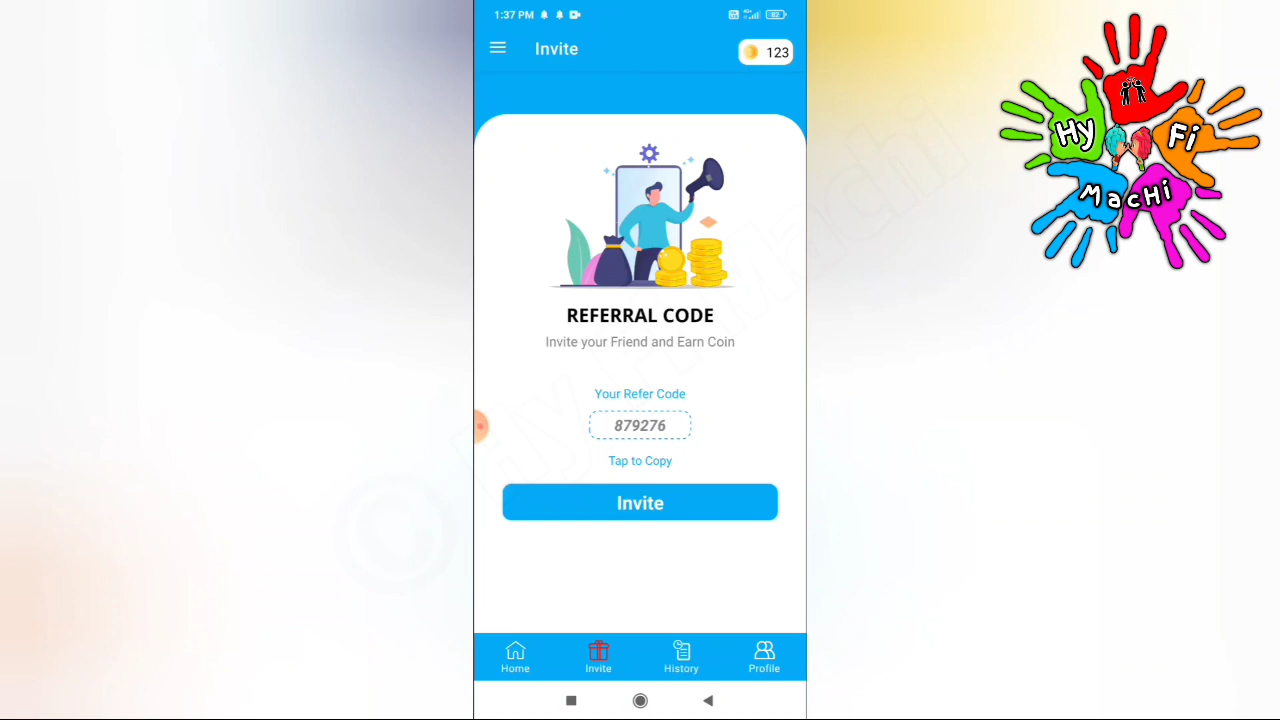 1:37 PM
82
Invite
123
REFERRAL CODE
Invite your Friend and Earn Coin
Your Refer Code
879276
Tap to Copy
Invite
Home
Invite
History
Profile
Hy
Fi
MacHi